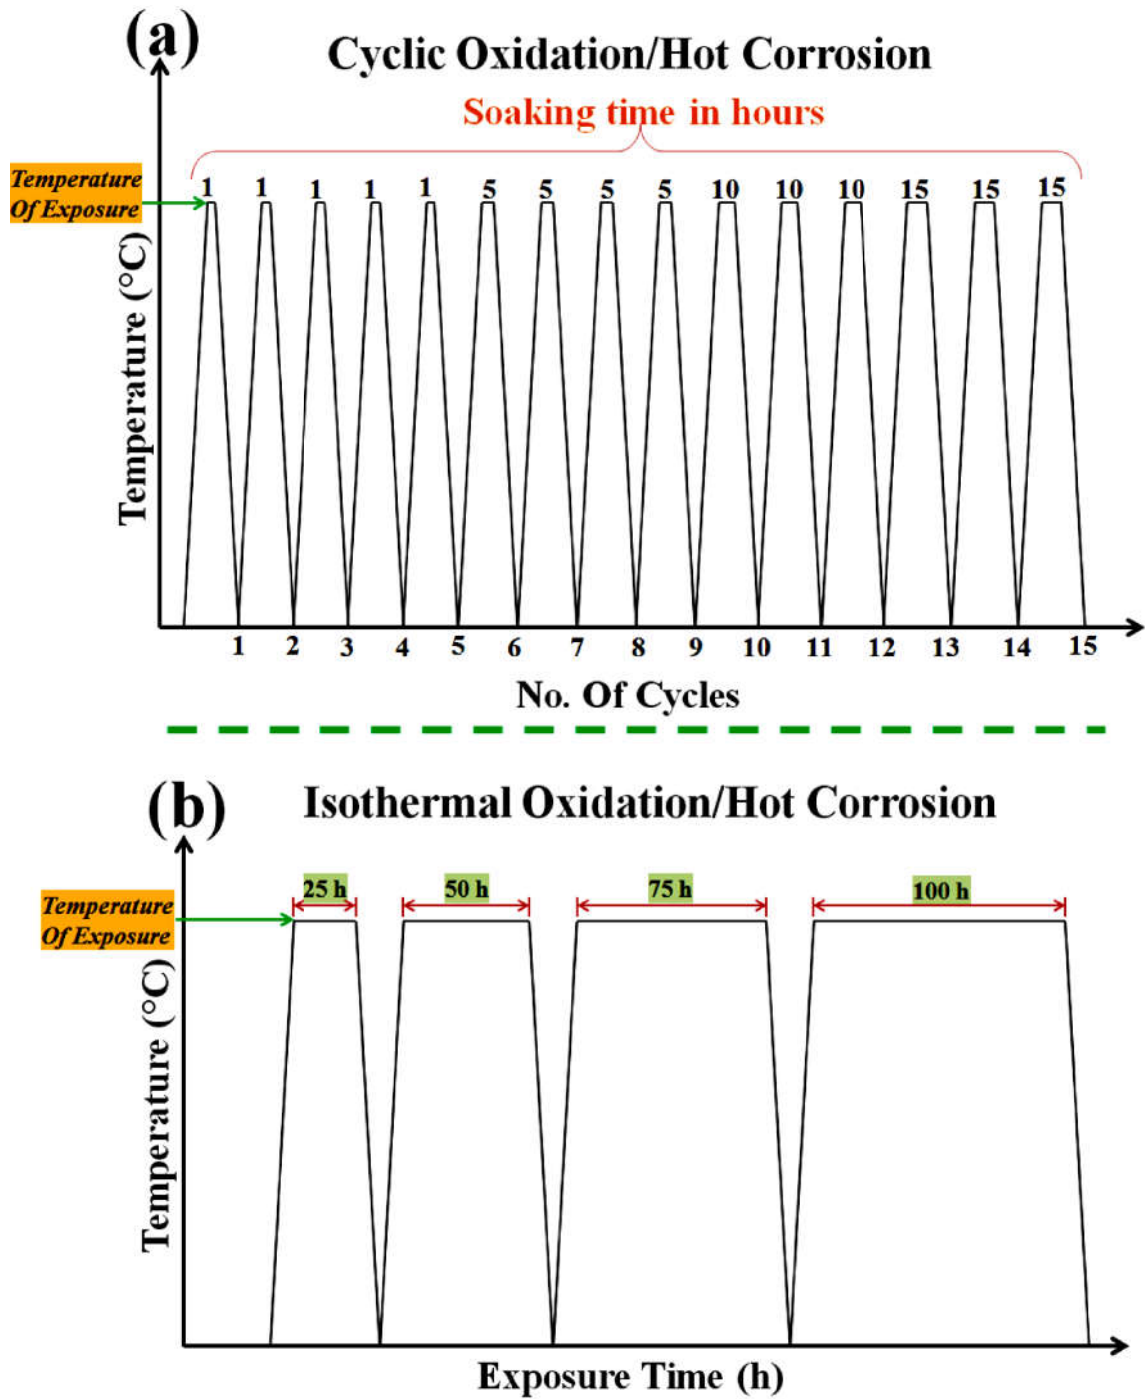 (a)
Cyclic Oxidation/Hot Corrosion
Soaking time in hours
Temperature
Of Exposure
1 1 1 1 1 5 5 5 5 10 10 10 15 15 15
Temperature (°C)
1 2 3 4 5 6 7 8 9 10 11 12 13 14 15
No. Of Cycles
(b)
Isothermal Oxidation/Hot Corrosion
25 h 50 h 75 h 100 h
Temperature
Of Exposure
Temperature (°C)
Exposure Time (h)